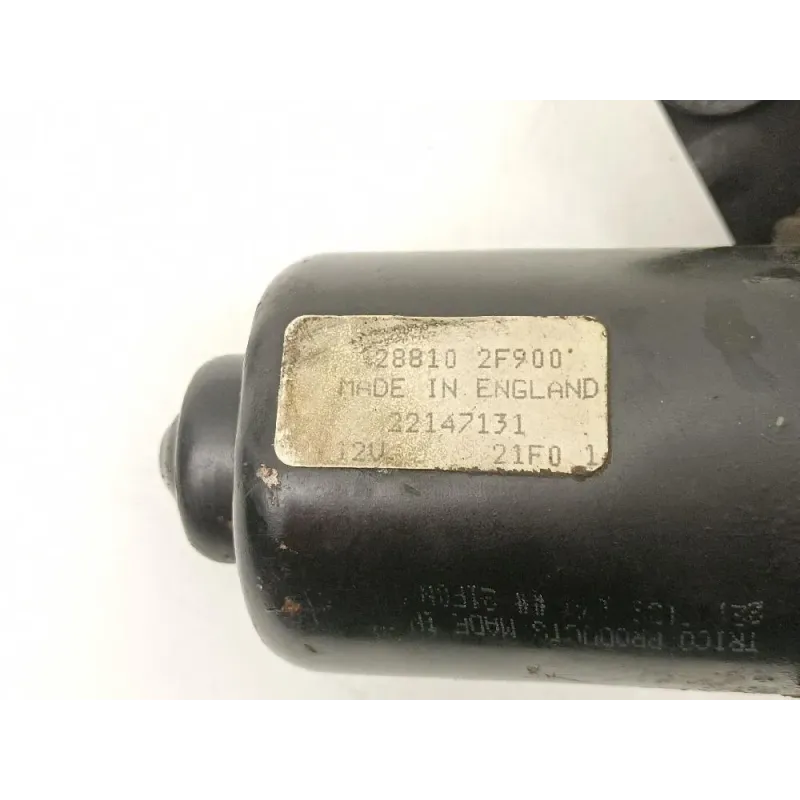 28810 2F900
MADE IN ENGLAND
22147131
12V 21F0 1
TRICO PRODUCTS MADE IN